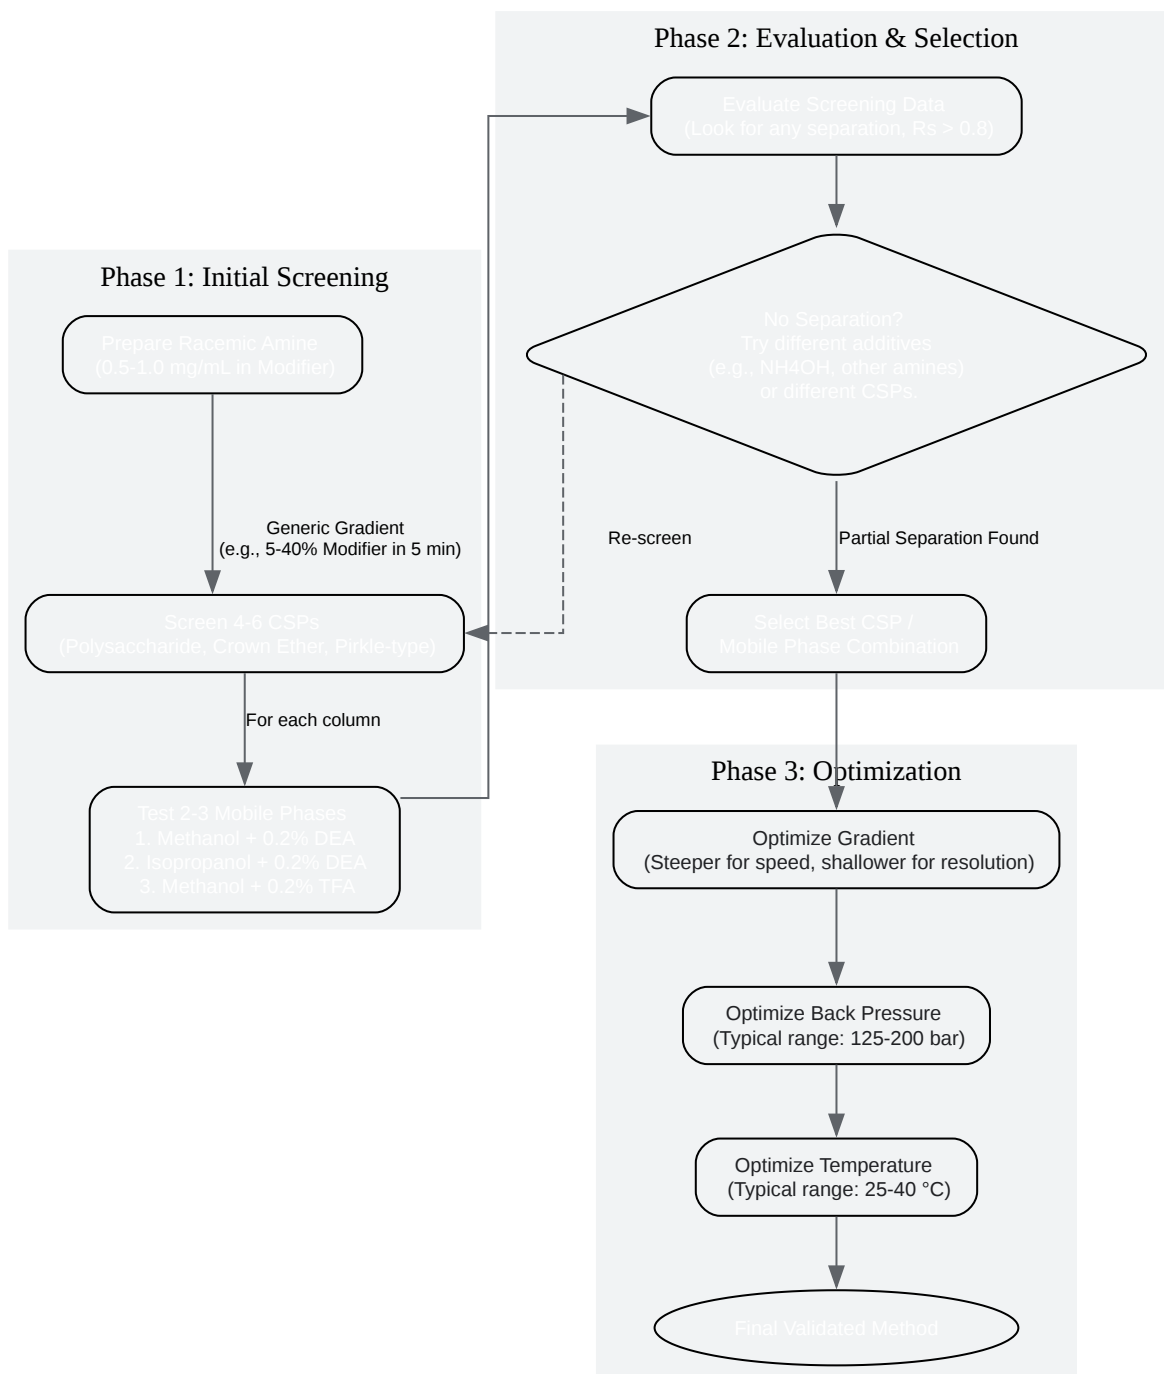 Phase 1: Initial Screening
Prepare Racemic Amine
(0.5-1.0 mg/mL in Modifier)
Generic Gradient
(e.g., 5-40% Modifier in 5 min)
Screen 4-6 CSPs
(Polysaccharide, Crown Ether, Pirkle-type)
For each column
Test 2-3 Mobile Phases
1. Methanol + 0.2% DEA
2. Isopropanol + 0.2% DEA
3. Methanol + 0.2% TFA
Phase 2: Evaluation & Selection
Evaluate Screening Data
(Look for any separation, Rs > 0.8)
No Separation?
Try different additives
(e.g., NH4OH, other amines)
or different CSPs.
Re-screen
Partial Separation Found
Select Best CSP /
Mobile Phase Combination
Phase 3: Optimization
Optimize Gradient
(Steeper for speed, shallower for resolution)
Optimize Back Pressure
(Typical range: 125-200 bar)
Optimize Temperature
(Typical range: 25-40 °C)
Final Validated Method